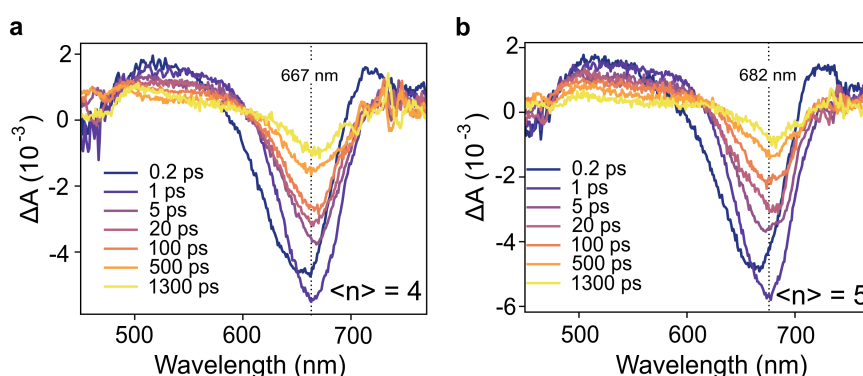 a
2
0
-2
-4
ΔA (10⁻³)
667 nm
0.2 ps
1 ps
5 ps
20 ps
100 ps
500 ps
1300 ps
<n> = 4
500
600
700
Wavelength (nm)
b
2
0
-2
-4
-6
ΔA (10⁻³)
682 nm
0.2 ps
1 ps
5 ps
20 ps
100 ps
500 ps
1300 ps
<n> = 5
500
600
700
Wavelength (nm)